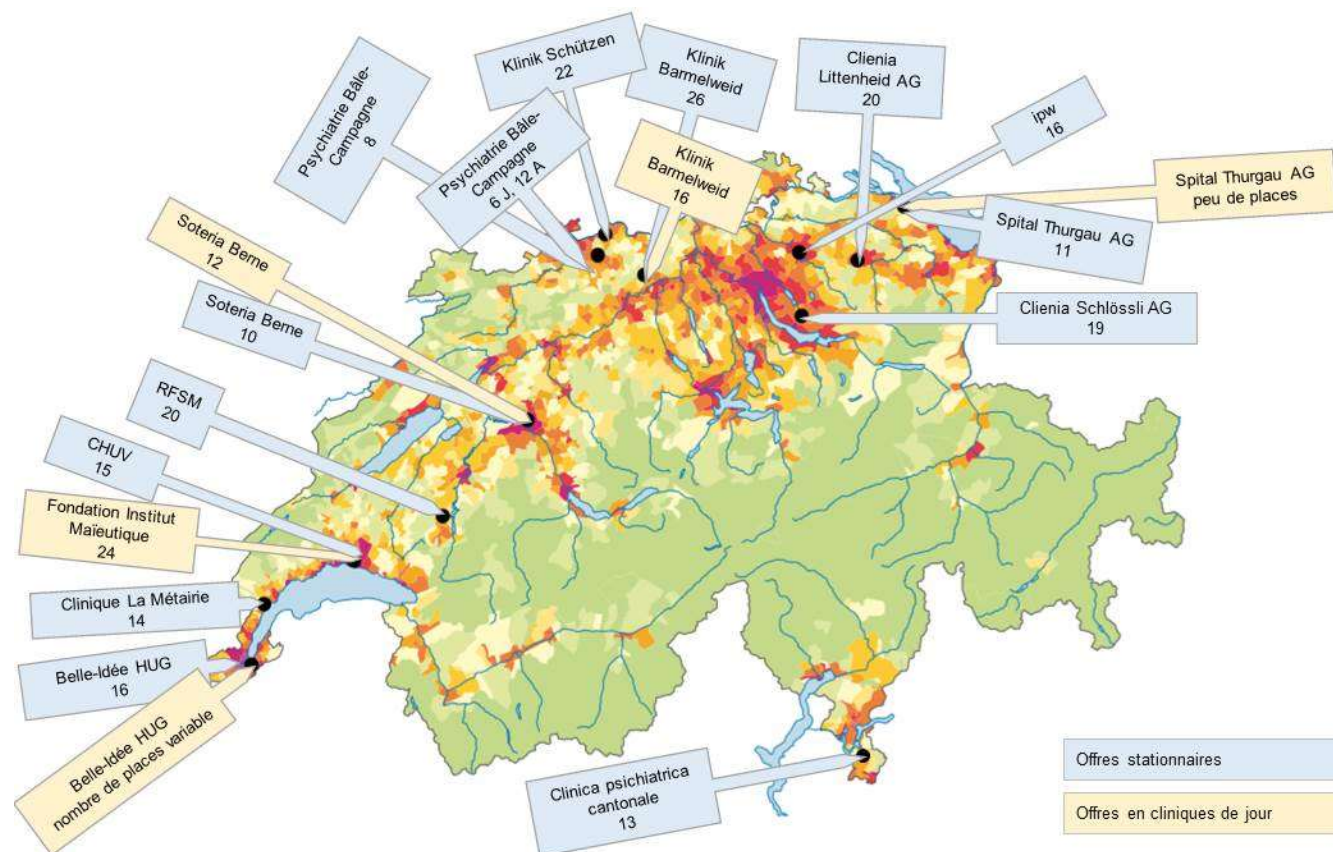 Psychiatrie Bâle-
Campagne
8
Klinik Schützen
22
Psychiatrie Bâle-
Campagne
6 J, 12 A
Klinik
Barmelweid
26
Klinik
Barmelweid
16
Clienia
Littenheid AG
20
ipw
16
Spital Thurgau AG
peu de places
Spital Thurgau AG
11
Clienia Schlössli AG
19
Soteria Berne
12
Soteria Berne
10
RFSM
20
CHUV
15
Fondation Institut
Maïeutique
24
Clinique La Métairie
14
Belle-Idée HUG
16
Belle-Idée HUG
nombre de places variable
Clinica psichiatrica
cantonale
13
Offres stationnaires
Offres en cliniques de jour